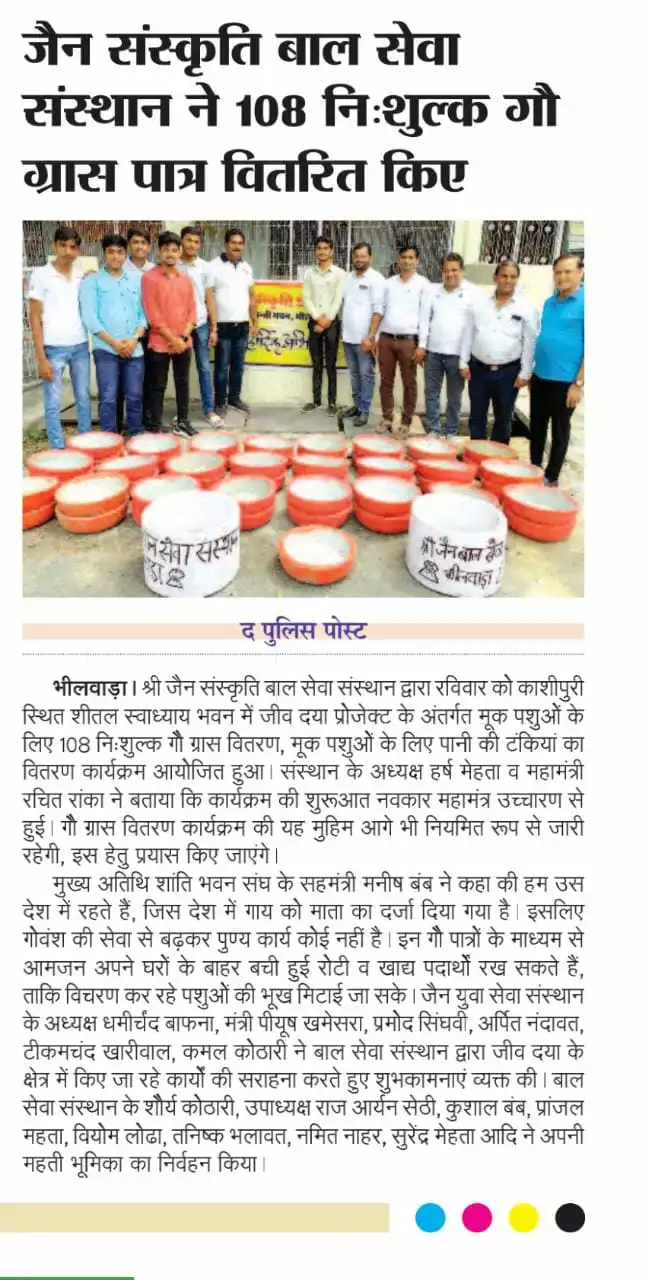 जैन संस्कृति बाल सेवा
संस्थान ने 108 निःशुल्क गौ
ग्रास पात्र वितरित किए
सेवा संस्थान
श्री जैन बाल सेवा
भीलवाड़ा
द पुलिस पोस्ट
भीलवाड़ा। श्री जैन संस्कृति बाल सेवा संस्थान द्वारा रविवार को काशीपुरी
स्थित शीतल स्वाध्याय भवन में जीव दया प्रोजेक्ट के अंतर्गत मूक पशुओं के
लिए 108 निःशुल्क गौ ग्रास वितरण, मूक पशुओं के लिए पानी की टंकियां का
वितरण कार्यक्रम आयोजित हुआ। संस्थान के अध्यक्ष हर्ष मेहता व महामंत्री
रचित रांका ने बताया कि कार्यक्रम की शुरूआत नवकार महामंत्र उच्चारण से
हुई। गौ ग्रास वितरण कार्यक्रम की यह मुहिम आगे भी नियमित रूप से जारी
रहेगी, इस हेतु प्रयास किए जाएंगे।
मुख्य अतिथि शांति भवन संघ के सहमंत्री मनीष बंब ने कहा की हम उस
देश में रहते हैं, जिस देश में गाय को माता का दर्जा दिया गया है। इसलिए
गोवंश की सेवा से बढ़कर पुण्य कार्य कोई नहीं है। इन गौ पात्रों के माध्यम से
आमजन अपने घरों के बाहर बची हुई रोटी व खाद्य पदार्थों रख सकते हैं,
ताकि विचरण कर रहे पशुओं की भूख मिटाई जा सके। जैन युवा सेवा संस्थान
के अध्यक्ष धर्मीचंद बाफना, मंत्री पीयूष खमेसरा, प्रमोद सिंघवी, अर्पित नंदावत,
टीकमचंद खारीवाल, कमल कोठारी ने बाल सेवा संस्थान द्वारा जीव दया के
क्षेत्र में किए जा रहे कार्यों की सराहना करते हुए शुभकामनाएं व्यक्त की। बाल
सेवा संस्थान के शौर्य कोठारी, उपाध्यक्ष राज आर्यन सेठी, कुशाल बंब, प्रांजल
महता, वियोम लोढा, तनिष्क भलावत, नमित नाहर, सुरेंद्र मेहता आदि ने अपनी
महती भूमिका का निर्वहन किया।